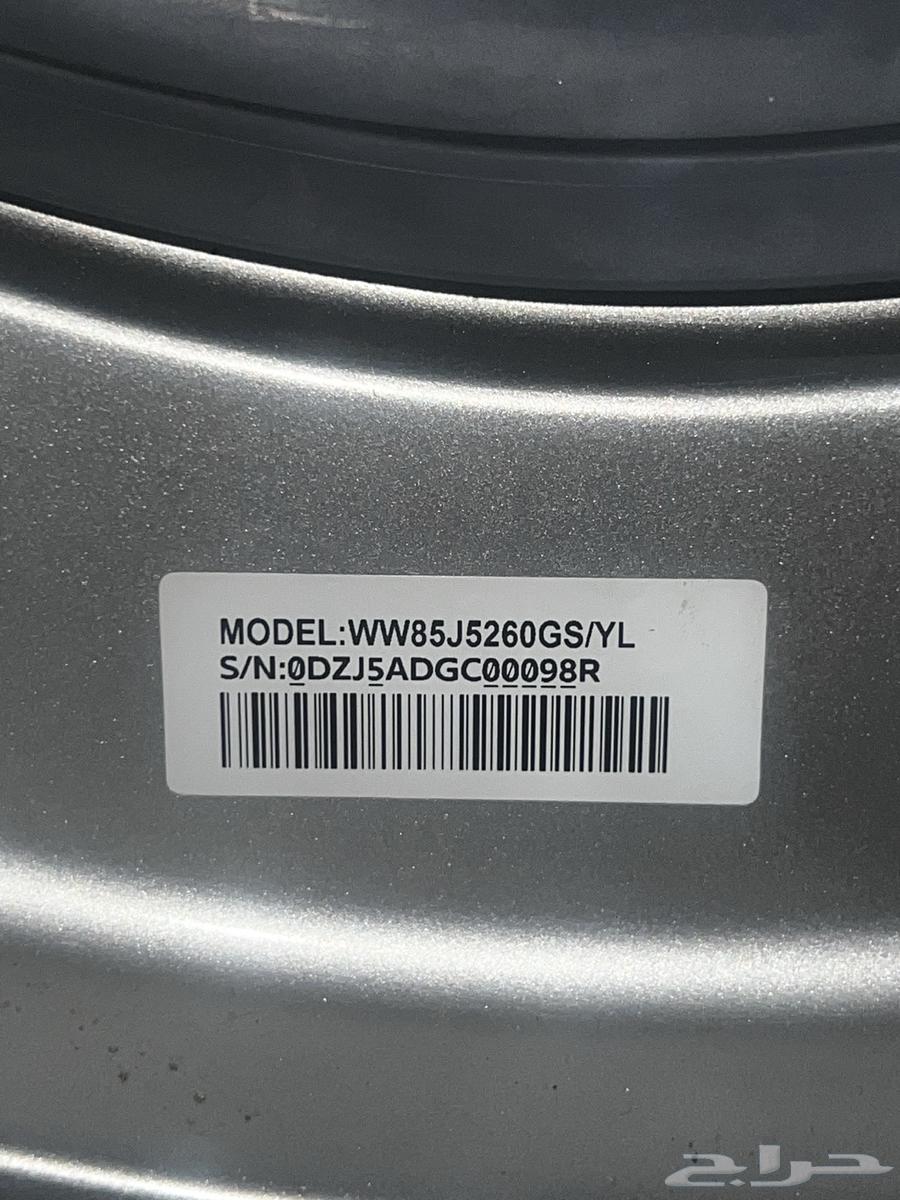 MODEL:WW85J5260GS/YL
S/N:0DZJ5ADGC00098R
حراج